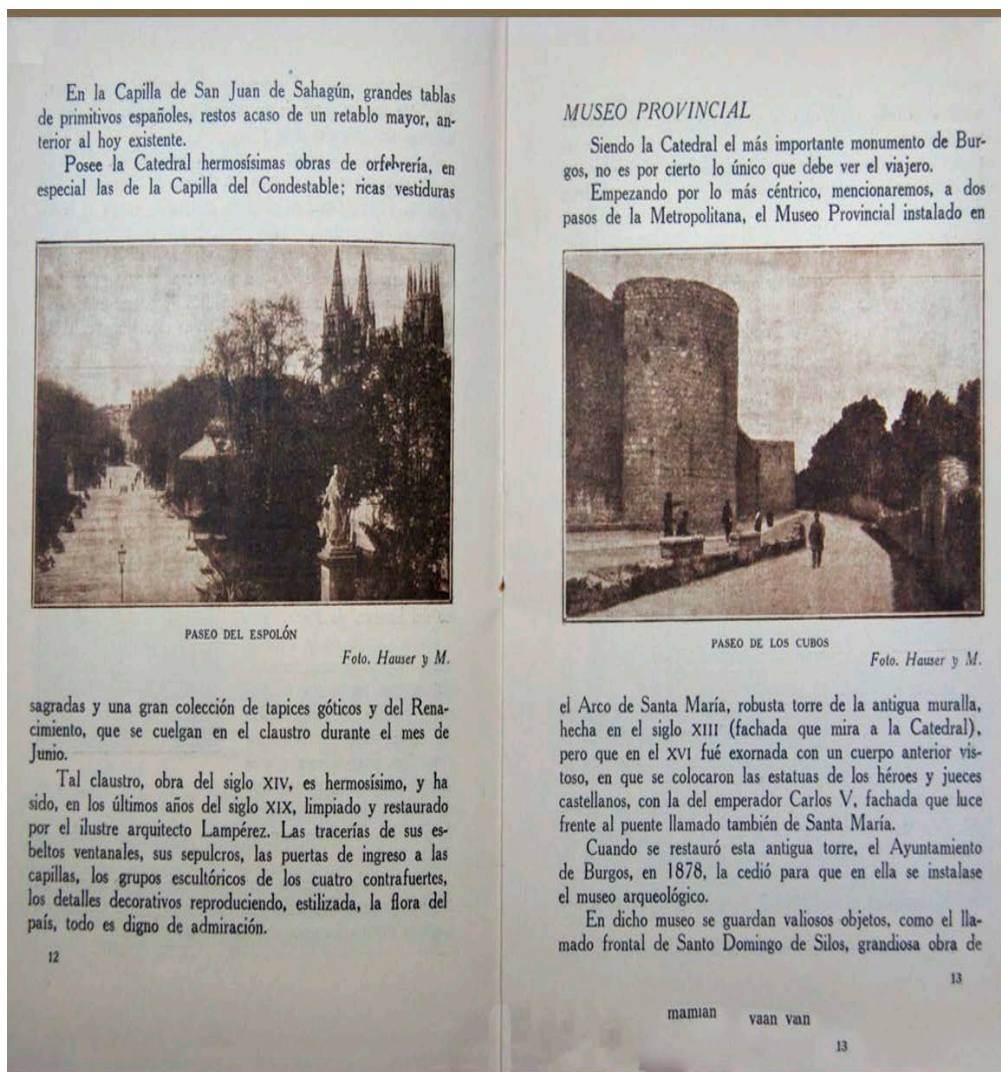 En la Capilla de San Juan de Sahagún, grandes tablas
de primitivos españoles, restos acaso de un retablo mayor, an-
terior al hoy existente.
Posee la Catedral hermosísimas obras de orfebrería, en
especial las de la Capilla del Condestable; ricas vestiduras
PASEO DEL ESPOLÓN
Foto. Hauser y M.
sagradas y una gran colección de tapices góticos y del Rena-
cimiento, que se cuelgan en el claustro durante el mes de
Junio.
Tal claustro, obra del siglo XIV, es hermosísimo, y ha
sido, en los últimos años del siglo XIX, limpiado y restaurado
por el ilustre arquitecto Lampérez. Las tracerías de sus es-
beltos ventanales, sus sepulcros, las puertas de ingreso a las
capillas, los grupos escultóricos de los cuatro contrafuertes,
los detalles decorativos reproduciendo, estilizada, la flora del
país, todo es digno de admiración.
12
MUSEO PROVINCIAL
Siendo la Catedral el más importante monumento de Bur-
gos, no es por cierto lo único que debe ver el viajero.
Empezando por lo más céntrico, mencionaremos, a dos
pasos de la Metropolitana, el Museo Provincial instalado en
PASEO DE LOS CUBOS
Foto. Hauser y M.
el Arco de Santa María, robusta torre de la antigua muralla,
hecha en el siglo XIII (fachada que mira a la Catedral),
pero que en el XVI fué exornada con un cuerpo anterior vis-
toso, en que se colocaron las estatuas de los héroes y jueces
castellanos, con la del emperador Carlos V, fachada que luce
frente al puente llamado también de Santa María.
Cuando se restauró esta antigua torre, el Ayuntamiento
de Burgos, en 1878, la cedió para que en ella se instalase
el museo arqueológico.
En dicho museo se guardan valiosos objetos, como el lla-
mado frontal de Santo Domingo de Silos, grandiosa obra de
13
mamian vaan van
13